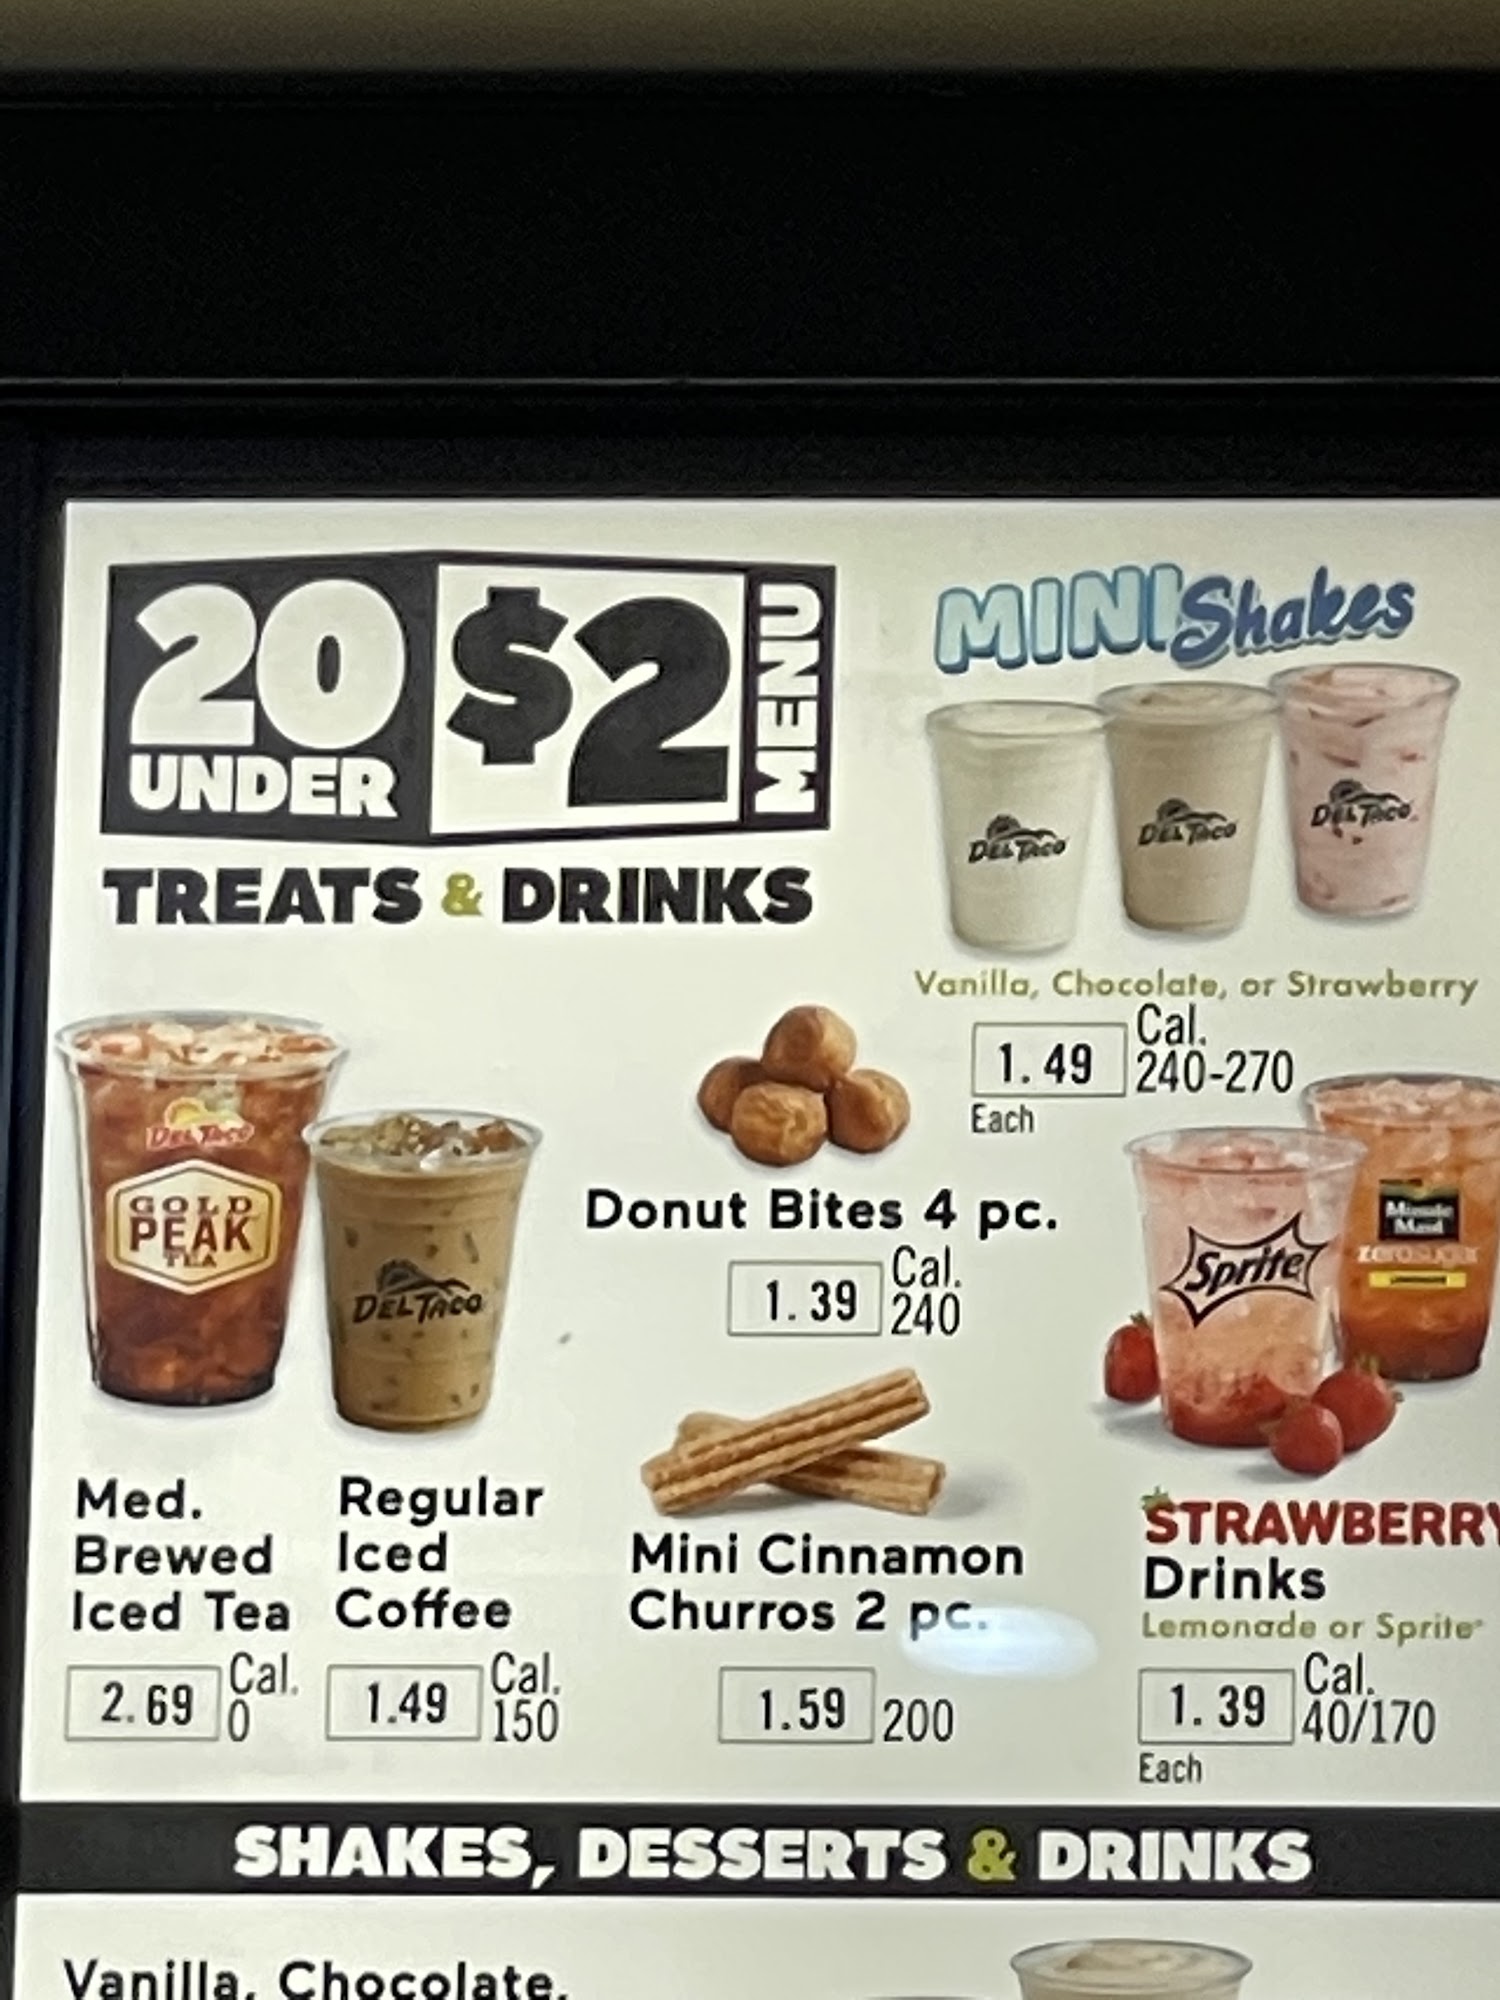 20
UNDER
$2
MENU
TREATS & DRINKS
MINI Shakes
DEL TACO
DEL TACO
DEL TACO
Vanilla, Chocolate, or Strawberry
1.49
Cal.
240-270
Each
DEL TACO
GOLD
PEAK
TEA
DEL TACO
Donut Bites 4 pc.
1.39
Cal.
240
Sprite
Minute
Maid
zero sugar
Med.
Brewed
Iced Tea
2.69
Cal.
0
Regular
Iced
Coffee
1.49
Cal.
150
Mini Cinnamon
Churros 2 pc.
1.59
200
STRAWBERRY
Drinks
Lemonade or Sprite
1.39
Cal.
40/170
Each
SHAKES, DESSERTS & DRINKS
Vanilla, Chocolate,